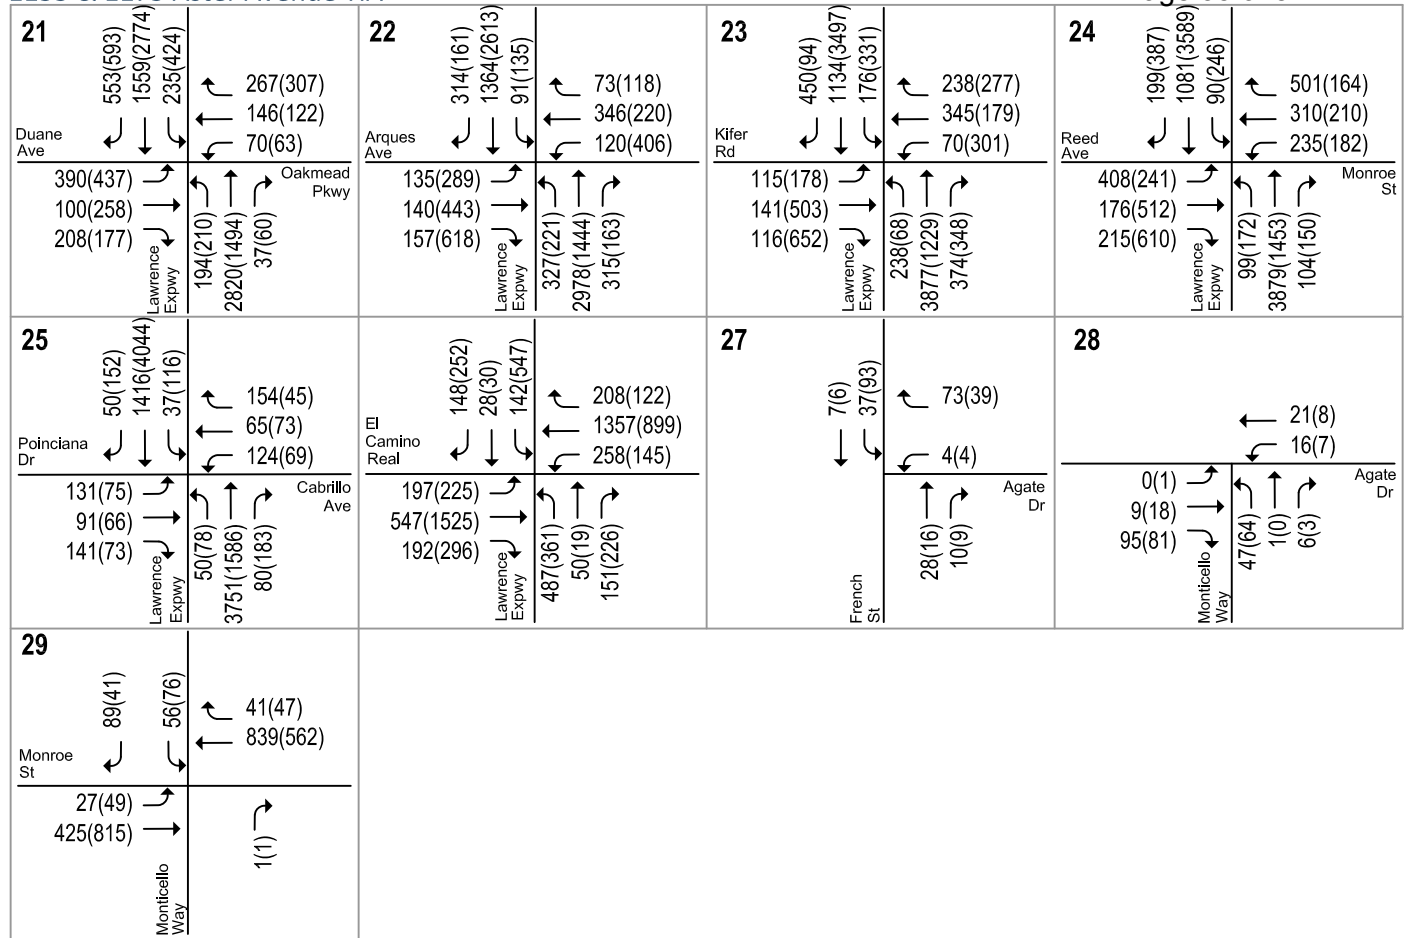 21
553(593)
1559(2774)
235(424)
267(307)
146(122)
70(63)
Duane
Ave
Oakmead
Pkwy
390(437)
100(258)
208(177)
Lawrence
Expwy
194(210)
2820(1494)
37(60)
22
314(161)
1364(2613)
91(135)
73(118)
346(220)
120(406)
Arques
Ave
135(289)
140(443)
157(618)
Lawrence
Expwy
327(221)
2978(1444)
315(163)
23
450(94)
1134(3497)
176(331)
238(277)
345(179)
70(301)
Kifer
Rd
115(178)
141(503)
116(652)
Lawrence
Expwy
238(68)
3877(1229)
374(348)
24
199(387)
1081(3589)
90(246)
501(164)
310(210)
235(182)
Reed
Ave
Monroe
St
408(241)
176(512)
215(610)
Lawrence
Expwy
99(172)
3879(1453)
104(150)
25
50(152)
1416(4044)
37(116)
154(45)
65(73)
124(69)
Poinciana
Dr
Cabrillo
Ave
131(75)
91(66)
141(73)
Lawrence
Expwy
50(78)
3751(1586)
80(183)
148(252)
28(30)
142(547)
208(122)
1357(899)
258(145)
El
Camino
Real
197(225)
547(1525)
192(296)
Lawrence
Expwy
487(361)
50(19)
151(226)
27
7(6)
37(93)
73(39)
4(4)
Agate
Dr
French
St
28(16)
10(9)
28
21(8)
16(7)
Agate
Dr
0(1)
9(18)
95(81)
Monticello
Way
47(64)
1(0)
6(3)
29
89(41)
56(76)
41(47)
839(562)
Monroe
St
27(49)
425(815)
Monticello
Way
1(1)